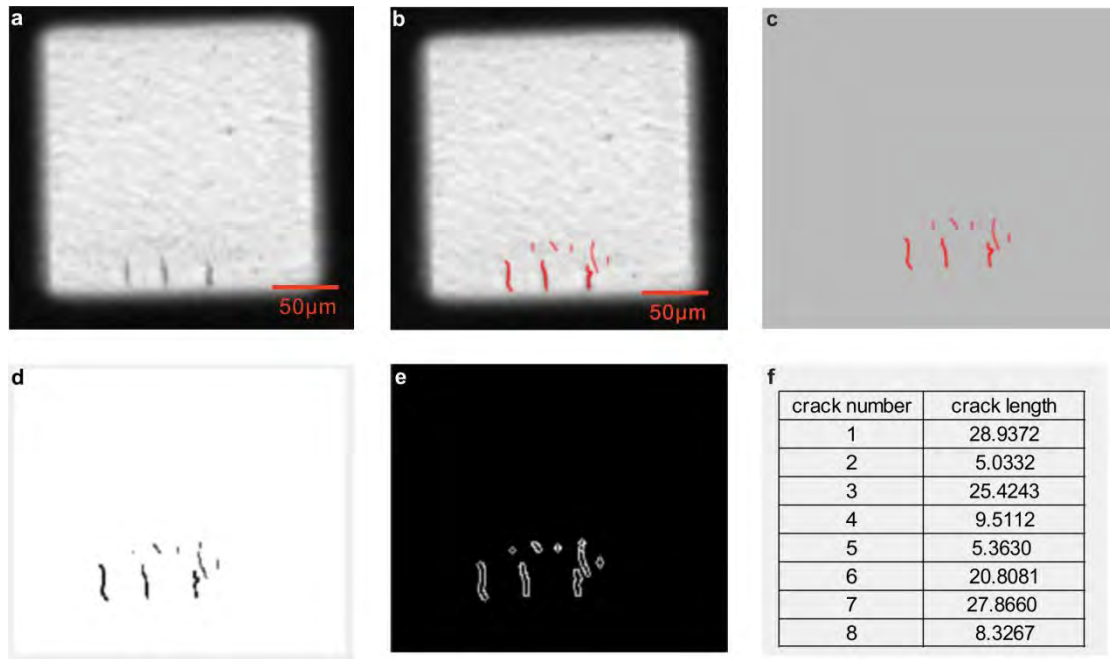 a
50μm
b
50μm
c
d
e
f
crack number crack length
1 28.9372
2 5.0332
3 25.4243
4 9.5112
5 5.3630
6 20.8081
7 27.8660
8 8.3267